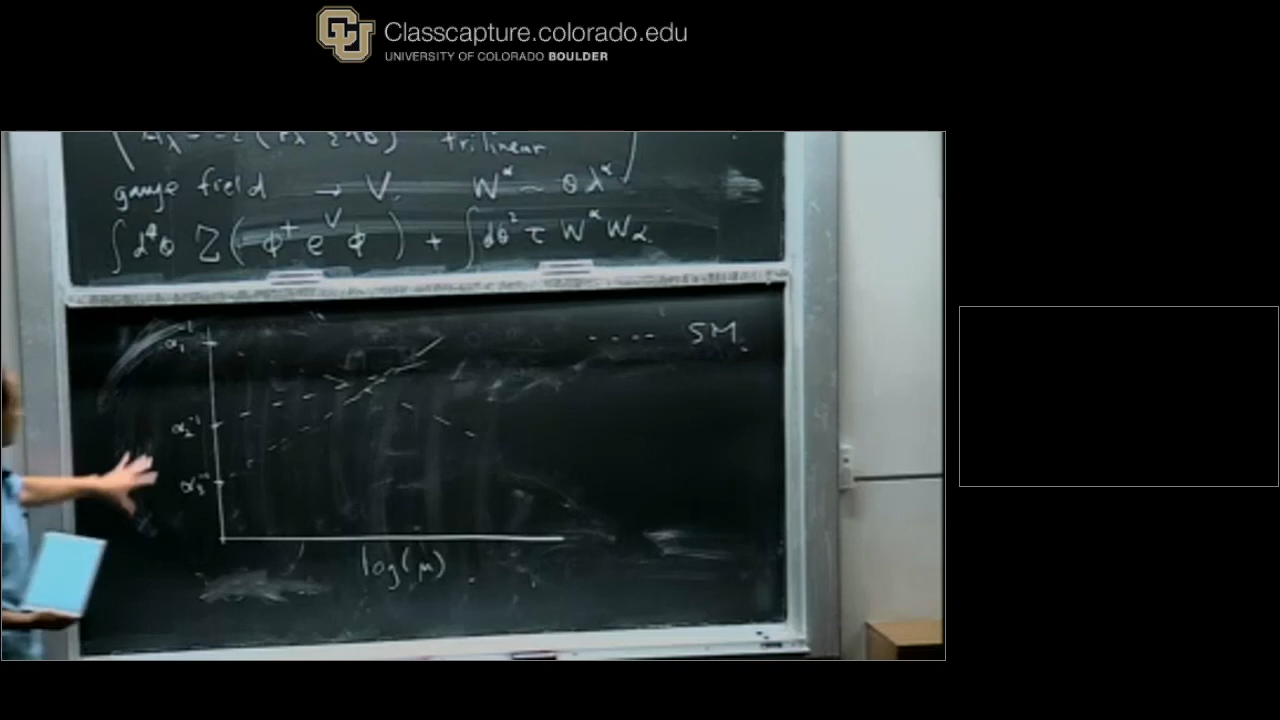 Classcapture.colorado.edu
UNIVERSITY OF COLORADO BOULDER
trilinear
gauge field → V. W^α ~ θ λ^α
∫d⁴θ Z(φ† e^V φ) + ∫dθ² τ W^α W_α.
α₁⁻¹
---- SM.
α₂⁻¹
α₃⁻¹
log(μ)